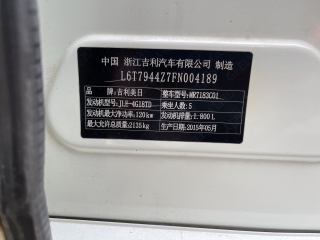 中国 浙江吉利汽车有限公司 制造
L6T7944Z7FN004189
品牌:吉利美日 整车型号:MR7183C01
发动机型号:JLE-4G18TD 乘坐人数:5
发动机最大净功率:120kw 发动机排量:1.800L
最大允许总质量:2135kg 生产日期:2015年05月